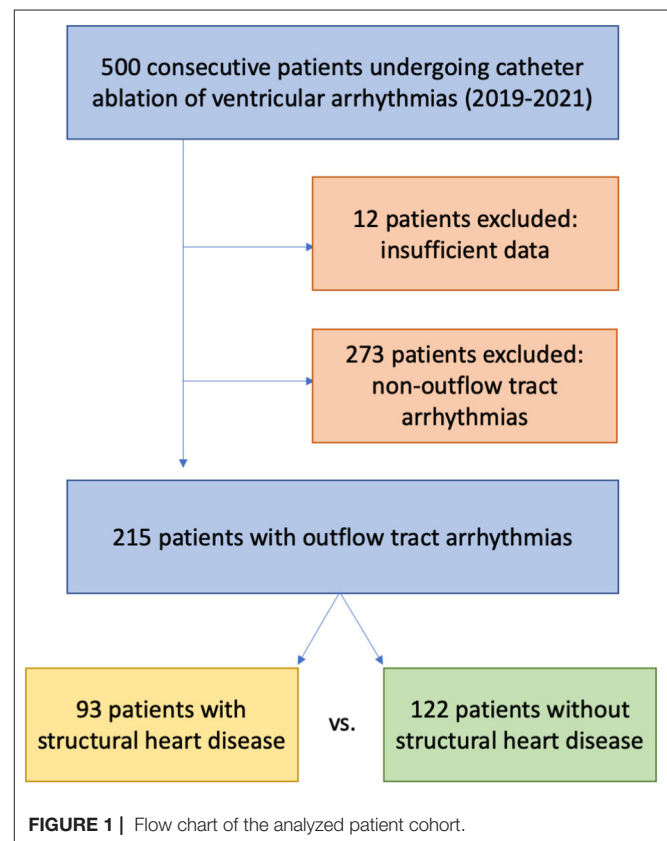 500 consecutive patients undergoing catheter
ablation of ventricular arrhythmias (2019-2021)
12 patients excluded:
insufficient data
273 patients excluded:
non-outflow tract
arrhythmias
215 patients with outflow tract arrhythmias
93 patients with
structural heart disease
vs.
122 patients without
structural heart disease
FIGURE 1 | Flow chart of the analyzed patient cohort.